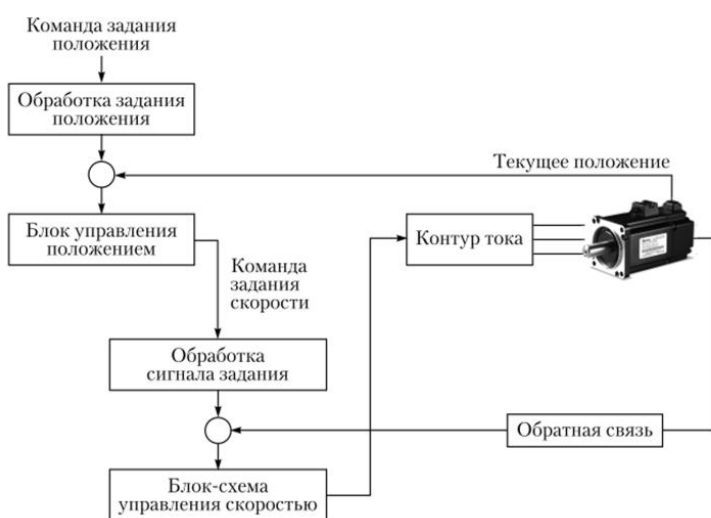 Команда задания
положения
Обработка задания
положения
Текущее положение
Блок управления
положением
Контур тока
Команда
задания
скорости
Обработка
сигнала задания
Обратная связь
Блок-схема
управления скоростью